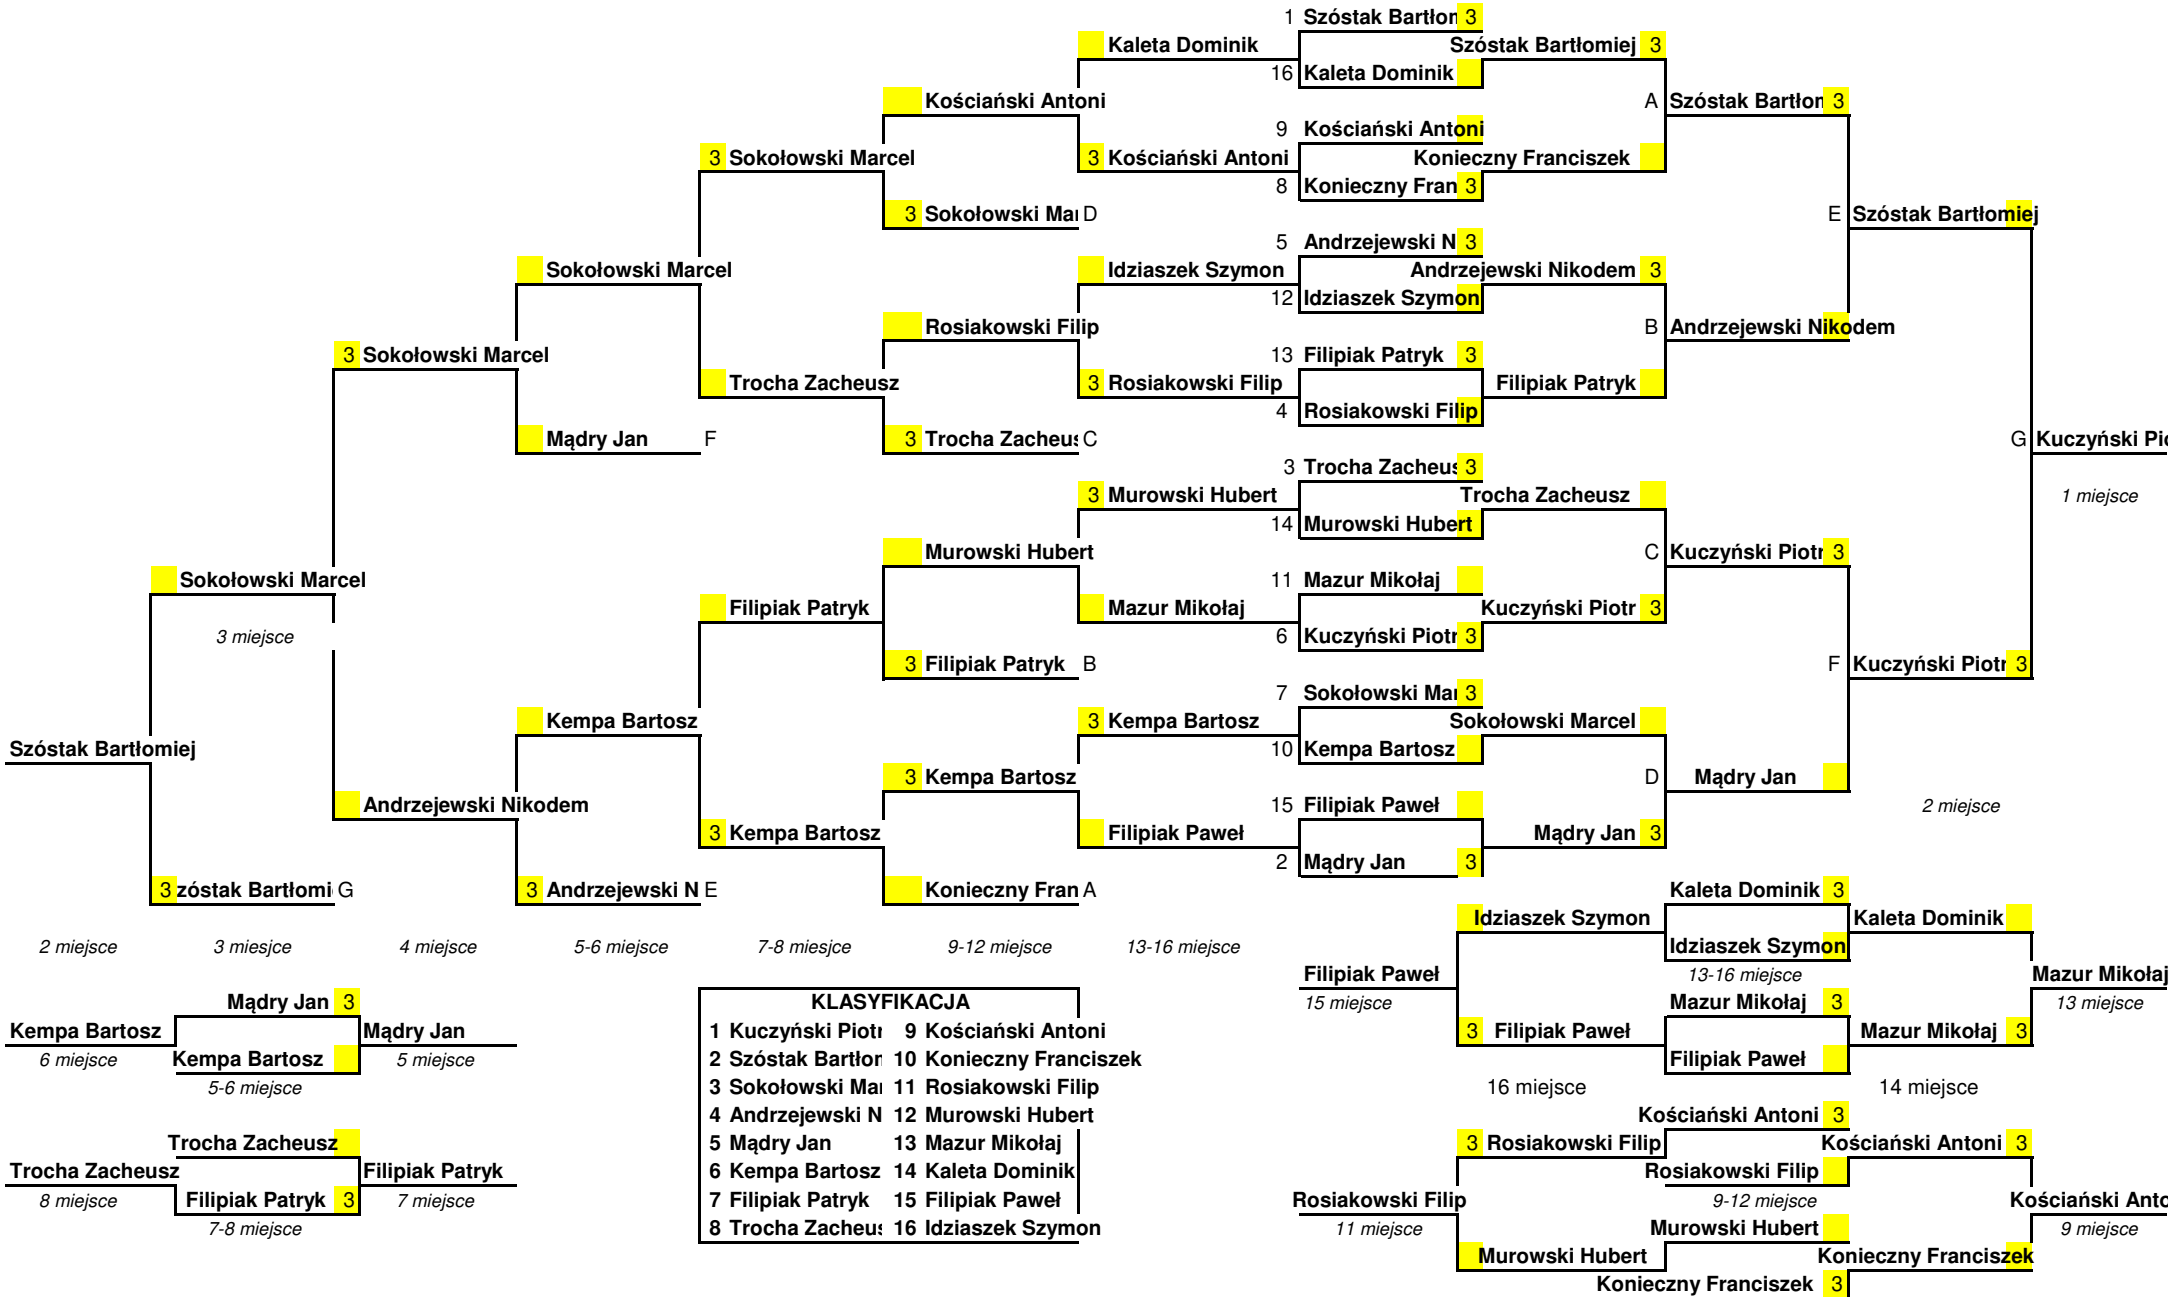 1 Szóstak Bartłom 3
Kaleta Dominik Szóstak Bartłomiej 3
16 Kaleta Dominik
Kościański Antoni A Szóstak Bartłom 3
9 Kościański Antoni
3 Sokołowski Marcel 3 Kościański Antoni Konieczny Franciszek
8 Konieczny Fran 3
3 Sokołowski Mar D E Szóstak Bartłomiej
5 Andrzejewski N 3
Sokołowski Marcel Idziaszek Szymon Andrzejewski Nikodem 3
12 Idziaszek Szymon
Rosiakowski Filip B Andrzejewski Nikodem
3 Sokołowski Marcel 13 Filipiak Patryk 3
Trocha Zacheusz 3 Rosiakowski Filip Filipiak Patryk
4 Rosiakowski Filip
Mądry Jan F 3 Trocha Zacheus C G Kuczyński Pio
3 Trocha Zacheus 3
3 Murowski Hubert Trocha Zacheusz 1 miejsce
14 Murowski Hubert
Murowski Hubert C Kuczyński Piotr 3
Sokołowski Marcel 11 Mazur Mikołaj
Filipiak Patryk Mazur Mikołaj Kuczyński Piotr 3
3 miejsce 6 Kuczyński Piotr 3
3 Filipiak Patryk B F Kuczyński Piotr 3
7 Sokołowski Mar 3
Kempa Bartosz 3 Kempa Bartosz Sokołowski Marcel
Szóstak Bartłomiej 10 Kempa Bartosz
3 Kempa Bartosz D Mądry Jan
Andrzejewski Nikodem 15 Filipiak Paweł 2 miejsce
3 Kempa Bartosz Filipiak Paweł Mądry Jan 3
2 Mądry Jan 3
3 zóstak Bartłomi G 3 Andrzejewski N E Konieczny Fran A Kaleta Dominik 3
Idziaszek Szymon Kaleta Dominik
2 miejsce 3 miesjce 4 miejsce 5-6 miejsce 7-8 miesjce 9-12 miejsce 13-16 miejsce Idziaszek Szymon
Filipiak Paweł 13-16 miejsce Mazur Mikołaj
Mądry Jan 3 KLASYFIKACJA 15 miejsce Mazur Mikołaj 3 13 miejsce
Kempa Bartosz Mądry Jan 1 Kuczyński Piotr 9 Kościański Antoni 3 Filipiak Paweł Mazur Mikołaj 3
6 miejsce Kempa Bartosz 5 miejsce 2 Szóstak Bartłom 10 Konieczny Franciszek Filipiak Paweł
5-6 miejsce 3 Sokołowski Mar 11 Rosiakowski Filip 16 miejsce 14 miejsce
4 Andrzejewski N 12 Murowski Hubert Kościański Antoni 3
Trocha Zacheusz 5 Mądry Jan 13 Mazur Mikołaj 3 Rosiakowski Filip Kościański Antoni 3
Trocha Zacheusz Filipiak Patryk 6 Kempa Bartosz 14 Kaleta Dominik Rosiakowski Filip
8 miejsce Filipiak Patryk 3 7 miejsce 7 Filipiak Patryk 15 Filipiak Paweł Rosiakowski Filip 9-12 miejsce Kościański Anto
7-8 miejsce 8 Trocha Zacheus 16 Idziaszek Szymon 11 miejsce Murowski Hubert 9 miejsce
Murowski Hubert Konieczny Franciszek
Konieczny Franciszek 3